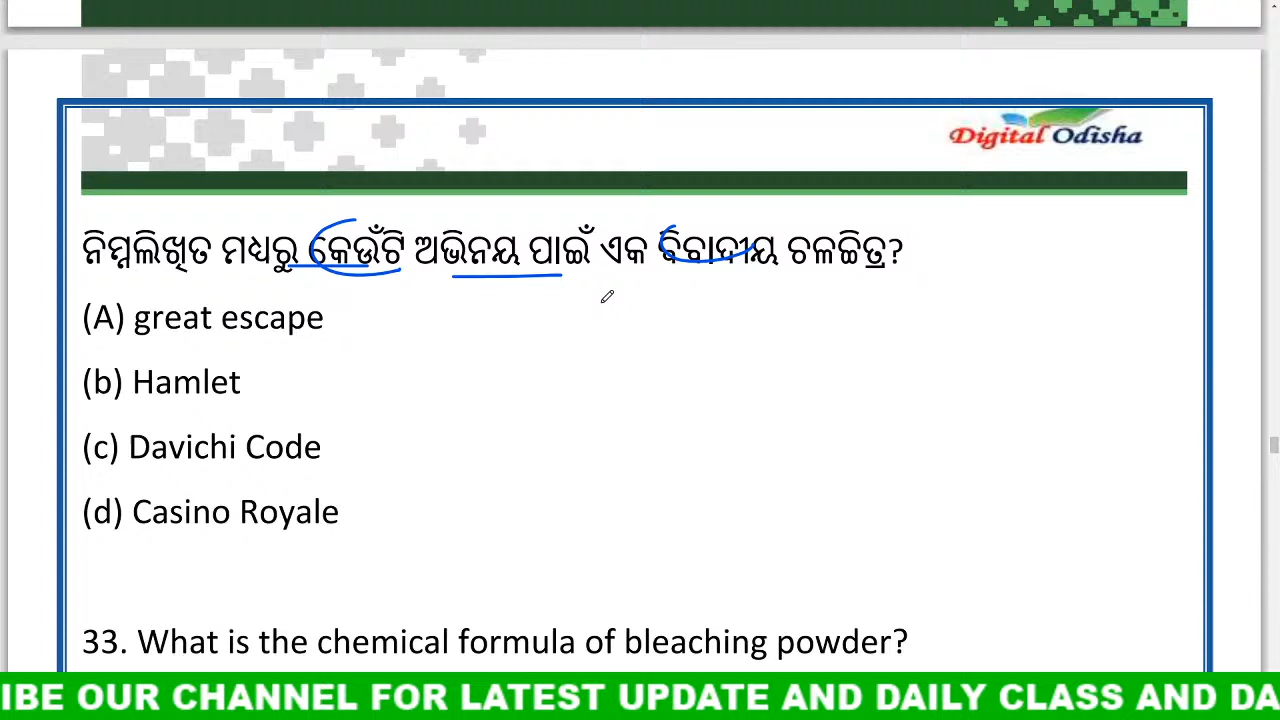 Digital Odisha
ନିମ୍ନଲିଖିତ ମଧ୍ୟରୁ କେଉଁଟି ଅଭିନୟ ପାଇଁ ଏକ ବିବାଦୀୟ ଚଳଚ୍ଚିତ୍ର?
(A) great escape
(b) Hamlet
(c) Davichi Code
(d) Casino Royale
33. What is the chemical formula of bleaching powder?
IBE OUR CHANNEL FOR LATEST UPDATE AND DAILY CLASS AND DA